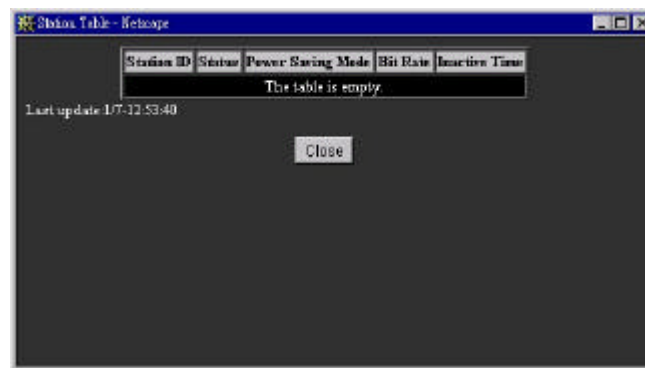 Station Table - Netscape
Station ID Status Power Saving Mode Bit Rate Inactive Time
The table is empty.
Last update:1/7-12:53:40
Close